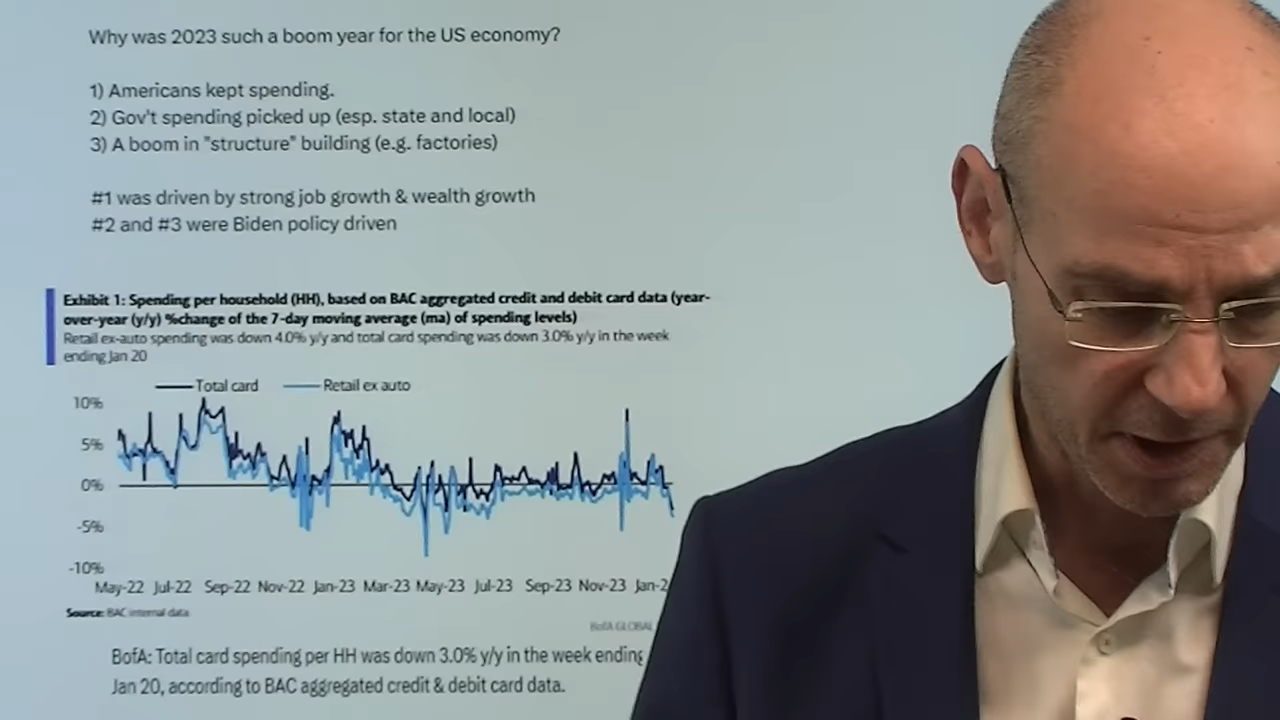 Why was 2023 such a boom year for the US economy?
1) Americans kept spending.
2) Gov't spending picked up (esp. state and local)
3) A boom in "structure" building (e.g. factories)
#1 was driven by strong job growth & wealth growth
#2 and #3 were Biden policy driven
Exhibit 1: Spending per household (HH), based on BAC aggregated credit and debit card data (year-
over-year (y/y) %change of the 7-day moving average (ma) of spending levels)
Retail ex-auto spending was down 4.0% y/y and total card spending was down 3.0% y/y in the week
ending Jan 20
Total card Retail ex auto
10%
5%
0%
-5%
-10%
May-22 Jul-22 Sep-22 Nov-22 Jan-23 Mar-23 May-23 Jul-23 Sep-23 Nov-23 Jan-2
Source: BAC internal data
BofA GLOBAL
BofA: Total card spending per HH was down 3.0% y/y in the week ending
Jan 20, according to BAC aggregated credit & debit card data.